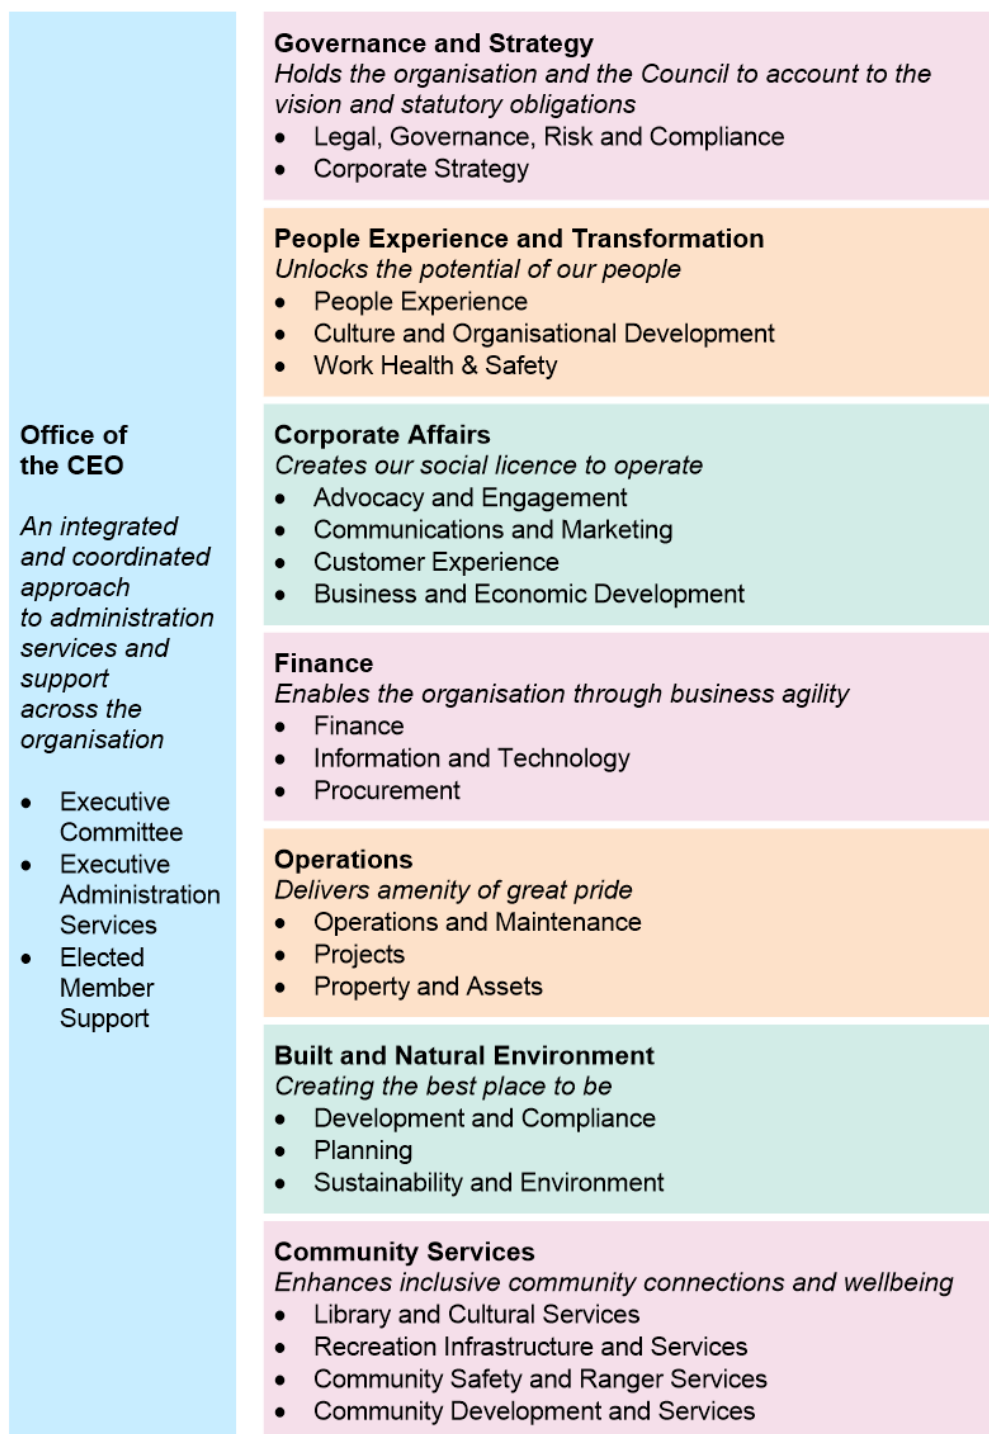 Office of
the CEO
An integrated
and coordinated
approach
to administration
services and
support
across the
organisation
• Executive
Committee
• Executive
Administration
Services
• Elected
Member
Support
Governance and Strategy
Holds the organisation and the Council to account to the
vision and statutory obligations
• Legal, Governance, Risk and Compliance
• Corporate Strategy
People Experience and Transformation
Unlocks the potential of our people
• People Experience
• Culture and Organisational Development
• Work Health & Safety
Corporate Affairs
Creates our social licence to operate
• Advocacy and Engagement
• Communications and Marketing
• Customer Experience
• Business and Economic Development
Finance
Enables the organisation through business agility
• Finance
• Information and Technology
• Procurement
Operations
Delivers amenity of great pride
• Operations and Maintenance
• Projects
• Property and Assets
Built and Natural Environment
Creating the best place to be
• Development and Compliance
• Planning
• Sustainability and Environment
Community Services
Enhances inclusive community connections and wellbeing
• Library and Cultural Services
• Recreation Infrastructure and Services
• Community Safety and Ranger Services
• Community Development and Services